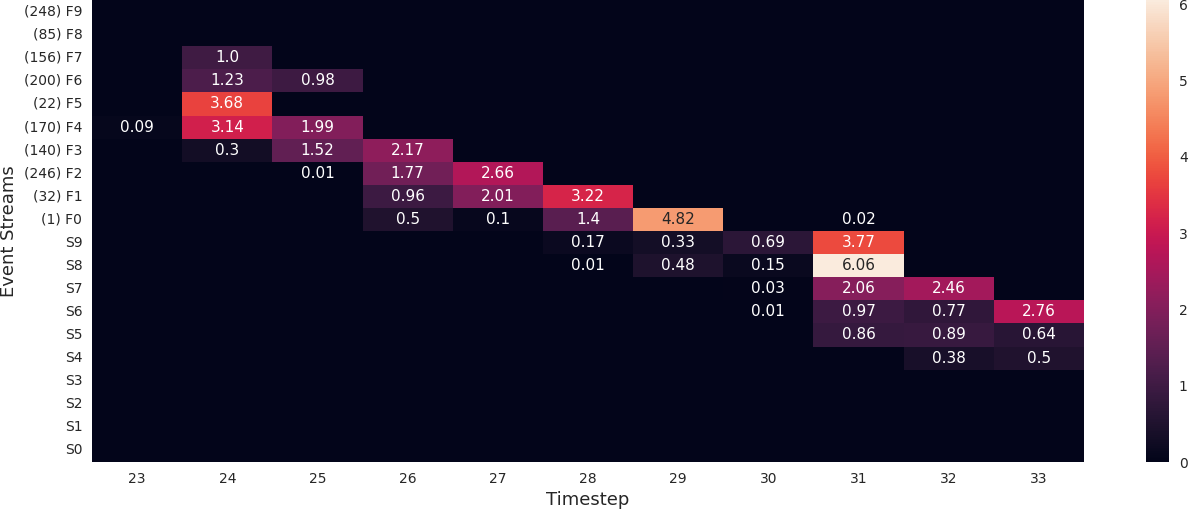 (248) F9
(85) F8
(156) F7 1.0
(200) F6 1.23 0.98
(22) F5 3.68
(170) F4 0.09 3.14 1.99
(140) F3 0.3 1.52 2.17
(246) F2 0.01 1.77 2.66
(32) F1 0.96 2.01 3.22
(1) F0 0.5 0.1 1.4 4.82 0.02
S9 0.17 0.33 0.69 3.77
S8 0.01 0.48 0.15 6.06
S7 0.03 2.06 2.46
S6 0.01 0.97 0.77 2.76
S5 0.86 0.89 0.64
S4 0.38 0.5
S3
S2
S1
S0
23 24 25 26 27 28 29 30 31 32 33
Timestep
Event Streams
6
5
4
3
2
1
0